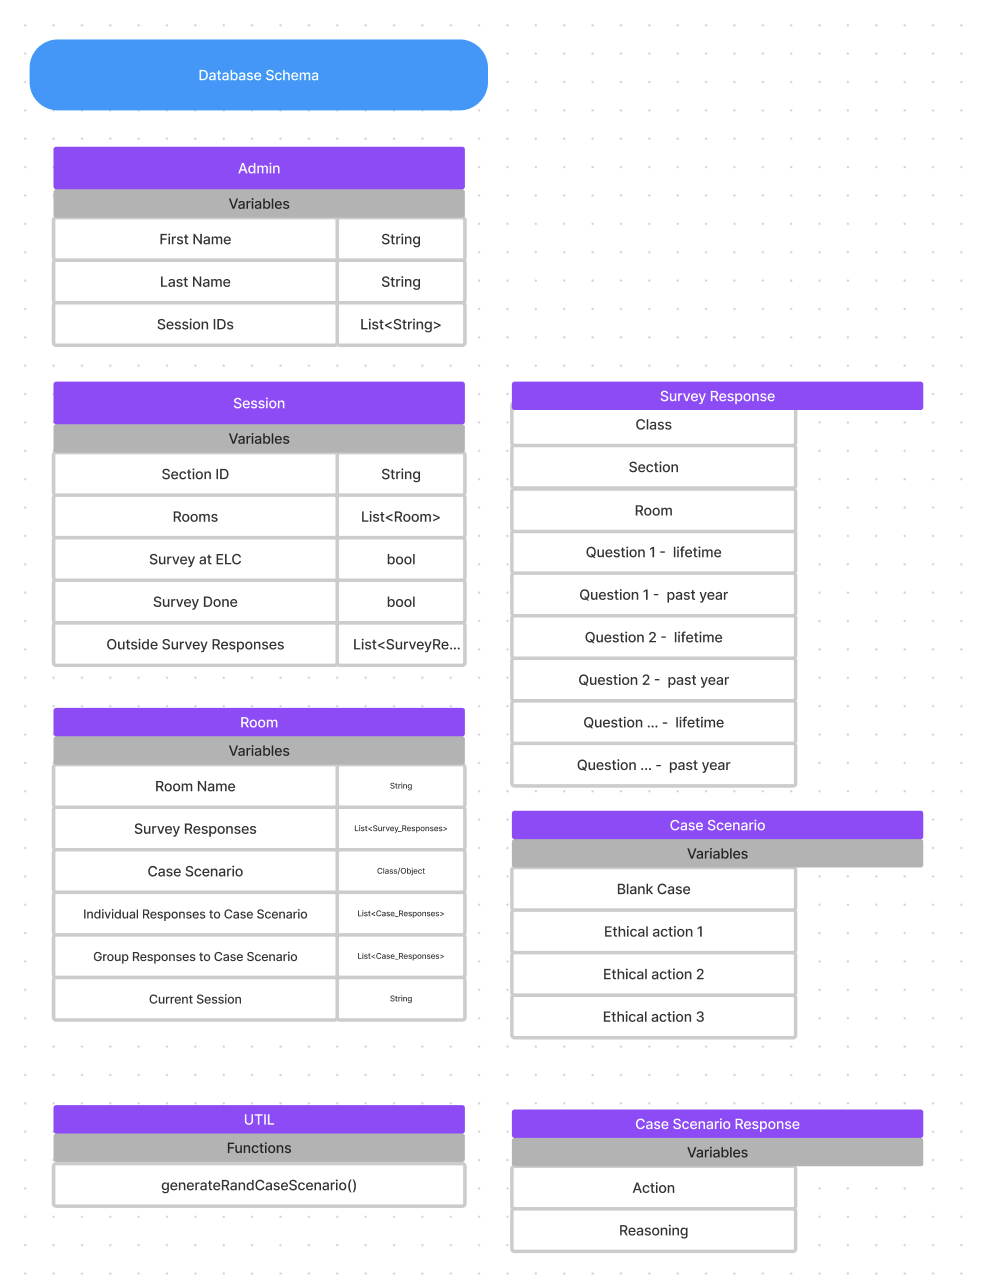 Database Schema
Admin
Variables
First Name String
Last Name String
Session IDs List<String>
Session
Variables
Section ID String
Rooms List<Room>
Survey at ELC bool
Survey Done bool
Outside Survey Responses List<SurveyRe...
Room
Variables
Room Name String
Survey Responses List<Survey_Responses>
Case Scenario Class/Object
Individual Responses to Case Scenario List<Case_Responses>
Group Responses to Case Scenario List<Case_Responses>
Current Session String
UTIL
Functions
generateRandCaseScenario()
Survey Response
Class
Section
Room
Question 1 - lifetime
Question 1 - past year
Question 2 - lifetime
Question 2 - past year
Question ... - lifetime
Question ... - past year
Case Scenario
Variables
Blank Case
Ethical action 1
Ethical action 2
Ethical action 3
Case Scenario Response
Variables
Action
Reasoning